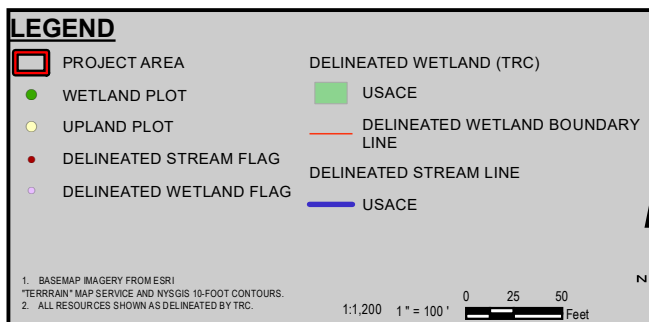 LEGEND
PROJECT AREA
WETLAND PLOT
UPLAND PLOT
DELINEATED STREAM FLAG
DELINEATED WETLAND FLAG
DELINEATED WETLAND (TRC)
USACE
DELINEATED WETLAND BOUNDARY
LINE
DELINEATED STREAM LINE
USACE
1. BASEMAP IMAGERY FROM ESRI
"TERRRAIN" MAP SERVICE AND NYSGIS 10-FOOT CONTOURS.
2. ALL RESOURCES SHOWN AS DELINEATED BY TRC.
1:1,200 1 " = 100 '
0 25 50
Feet
N